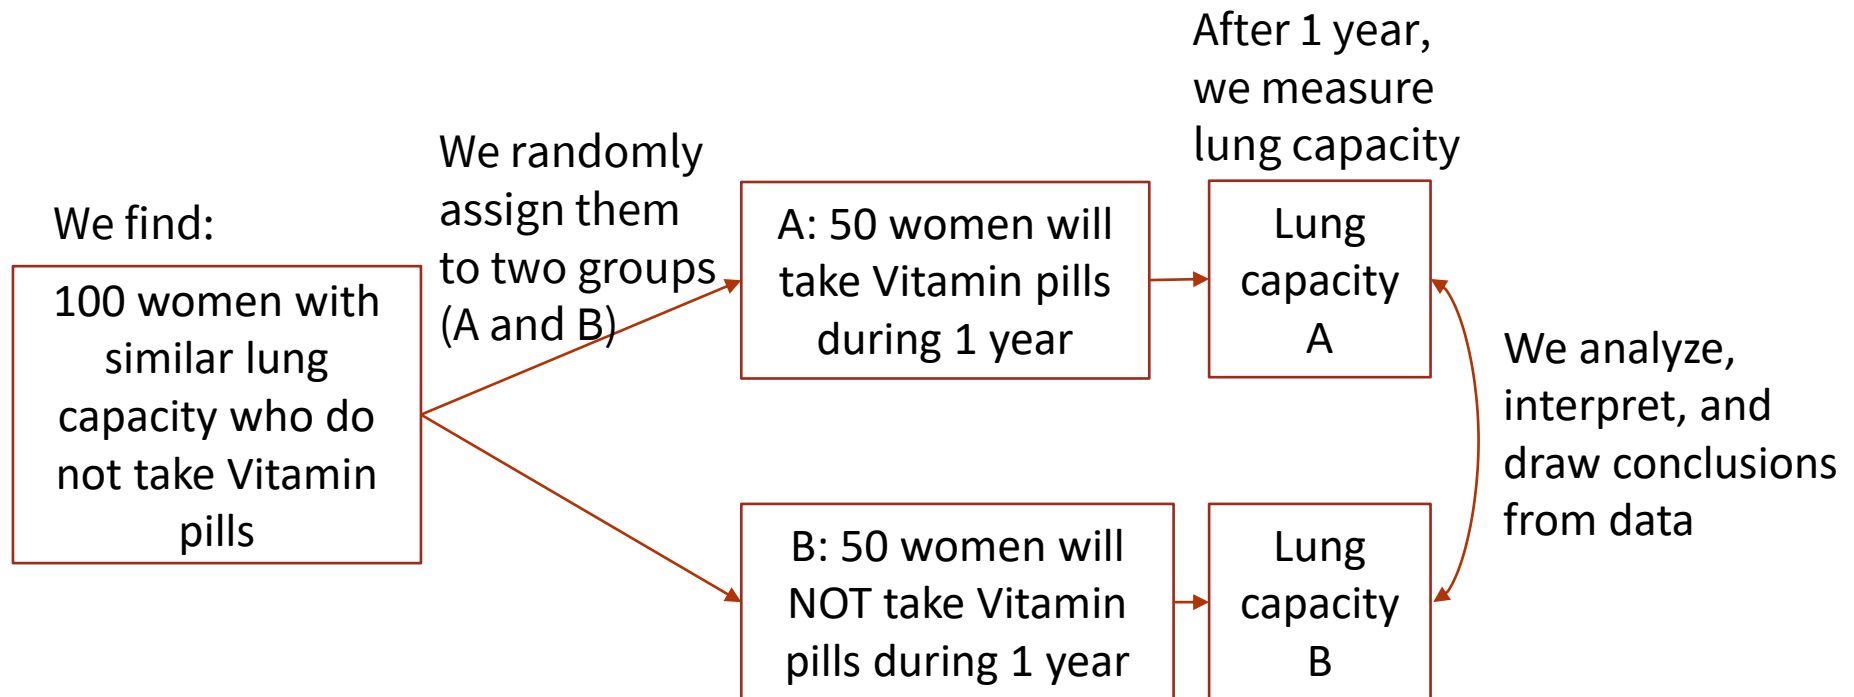 We find:
100 women with
similar lung
capacity who do
not take Vitamin
pills
We randomly
assign them
to two groups
(A and B)
A: 50 women will
take Vitamin pills
during 1 year
B: 50 women will
NOT take Vitamin
pills during 1 year
After 1 year,
we measure
lung capacity
Lung
capacity
A
Lung
capacity
B
We analyze,
interpret, and
draw conclusions
from data